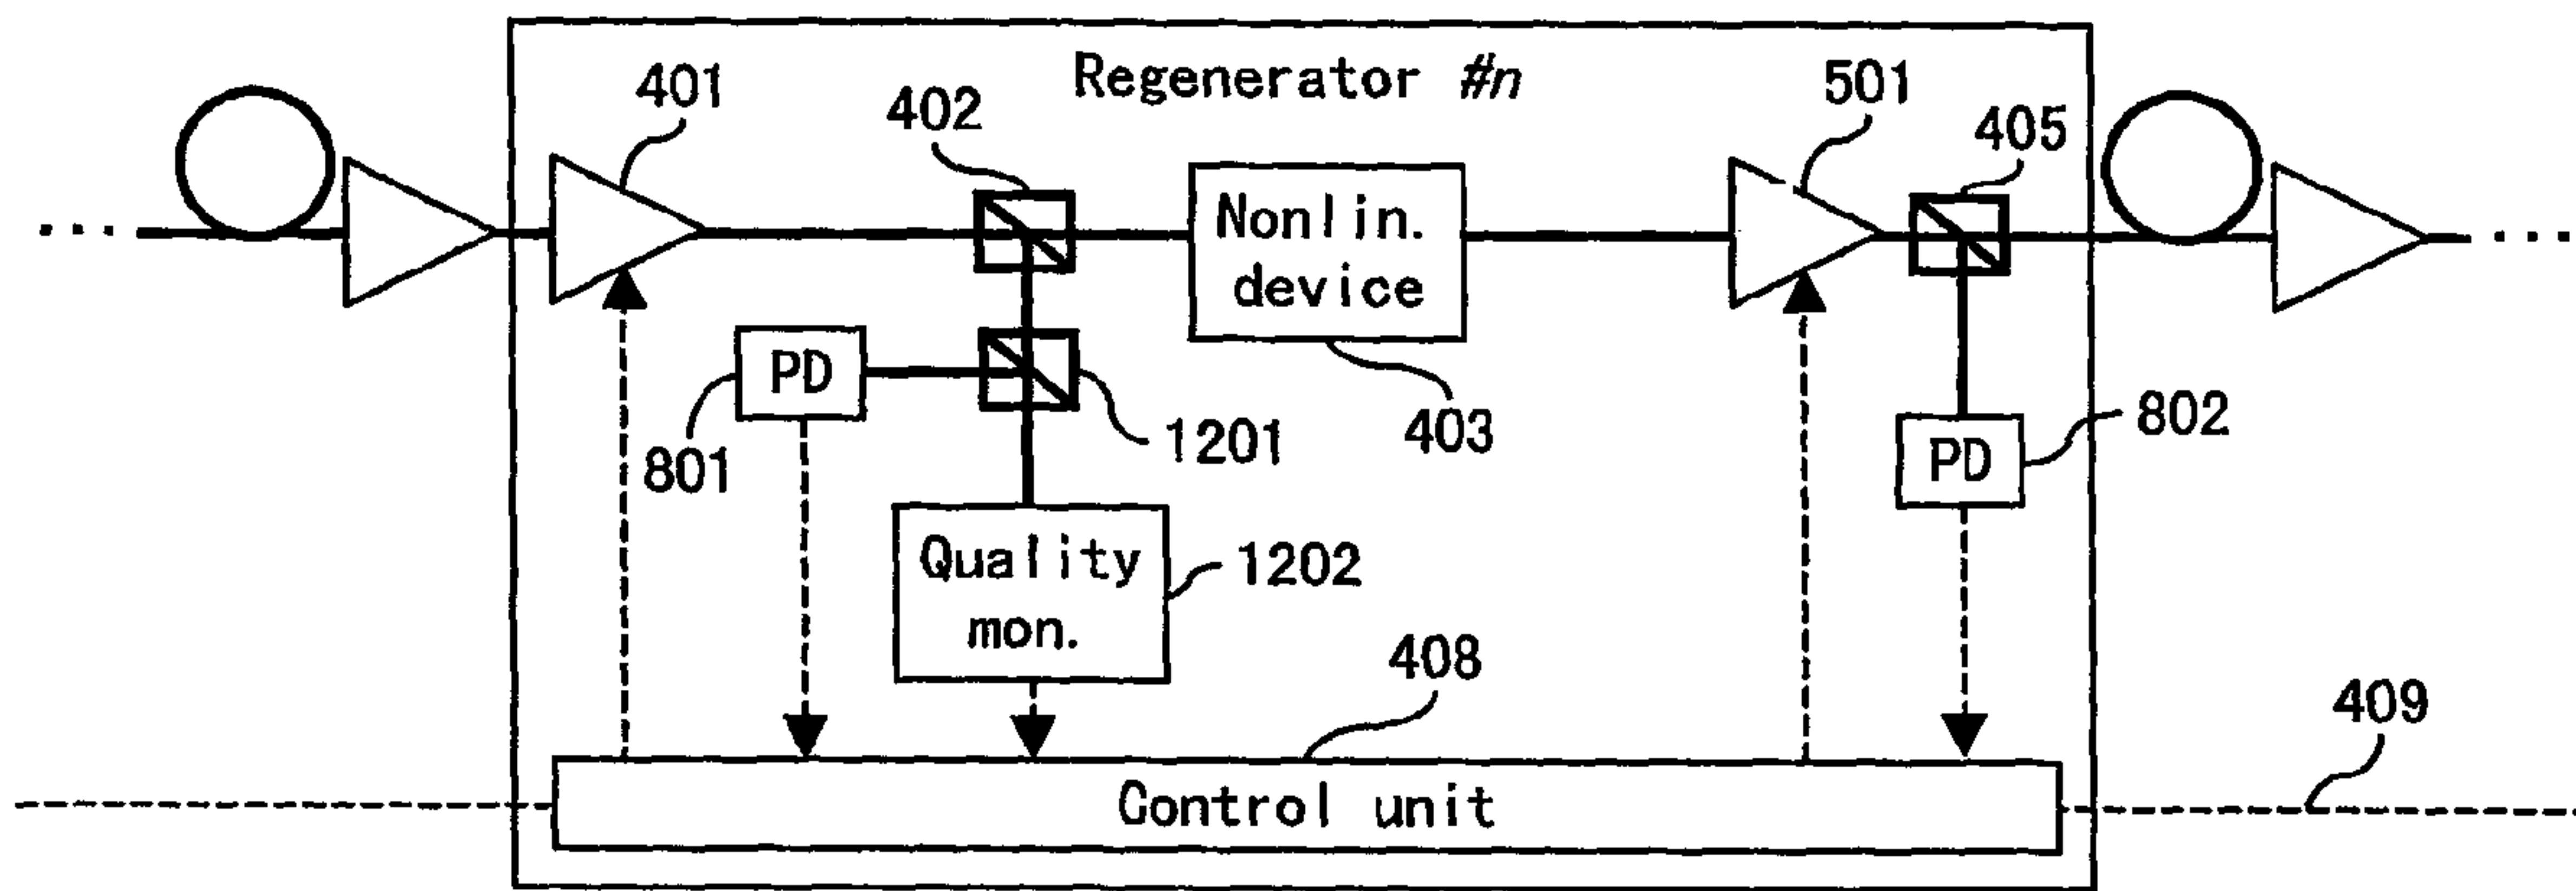 Regenerator #n
401
402
501
405
Nonlin.
device
PD
801
1201
403
802
PD
Quality
mon.
1202
408
409
Control unit